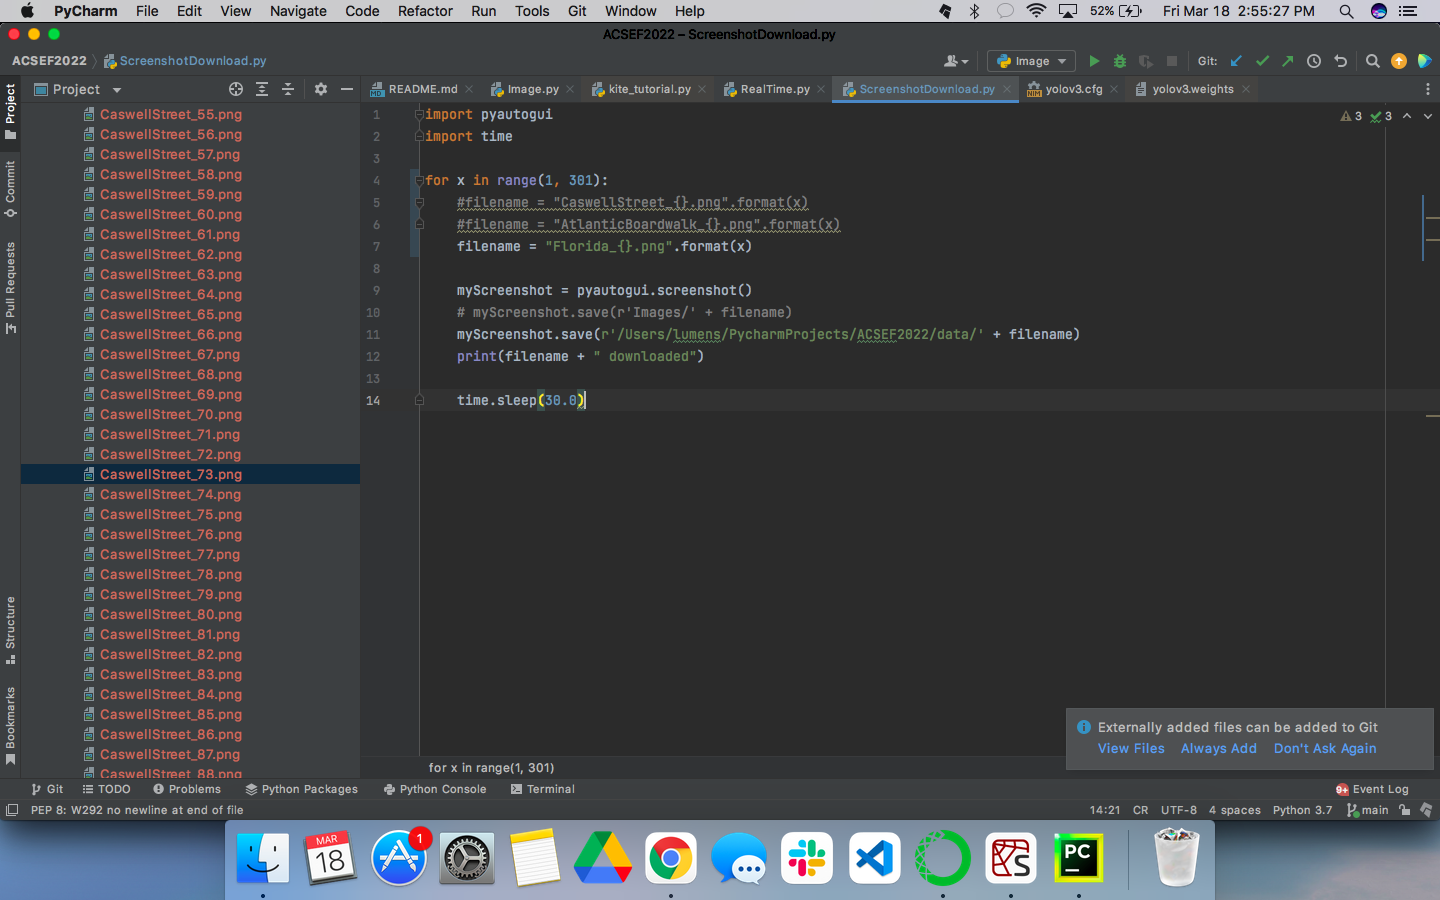 PyCharm File Edit View Navigate Code Refactor Run Tools Git Window Help 52% Fri Mar 18 2:55:27 PM
ACSEF2022 – ScreenshotDownload.py
ACSEF2022 ScreenshotDownload.py Image Git:
Project
README.md Image.py kite_tutorial.py RealTime.py ScreenshotDownload.py yolov3.cfg yolov3.weights
Project
Commit
Pull Requests
Structure
Bookmarks
CaswellStreet_55.png
CaswellStreet_56.png
CaswellStreet_57.png
CaswellStreet_58.png
CaswellStreet_59.png
CaswellStreet_60.png
CaswellStreet_61.png
CaswellStreet_62.png
CaswellStreet_63.png
CaswellStreet_64.png
CaswellStreet_65.png
CaswellStreet_66.png
CaswellStreet_67.png
CaswellStreet_68.png
CaswellStreet_69.png
CaswellStreet_70.png
CaswellStreet_71.png
CaswellStreet_72.png
CaswellStreet_73.png
CaswellStreet_74.png
CaswellStreet_75.png
CaswellStreet_76.png
CaswellStreet_77.png
CaswellStreet_78.png
CaswellStreet_79.png
CaswellStreet_80.png
CaswellStreet_81.png
CaswellStreet_82.png
CaswellStreet_83.png
CaswellStreet_84.png
CaswellStreet_85.png
CaswellStreet_86.png
CaswellStreet_87.png
CaswellStreet_88.png
1 import pyautogui
2 import time
3
4 for x in range(1, 301):
5 #filename = "CaswellStreet_{}.png".format(x)
6 #filename = "AtlanticBoardwalk_{}.png".format(x)
7 filename = "Florida_{}.png".format(x)
8
9 myScreenshot = pyautogui.screenshot()
10 # myScreenshot.save(r'Images/' + filename)
11 myScreenshot.save(r'/Users/lumens/PycharmProjects/ACSEF2022/data/' + filename)
12 print(filename + " downloaded")
13
14 time.sleep(30.0)
3 3
Externally added files can be added to Git
View Files Always Add Don't Ask Again
for x in range(1, 301)
Git TODO Problems Python Packages Python Console Terminal 9+ Event Log
PEP 8: W292 no newline at end of file 14:21 CR UTF-8 4 spaces Python 3.7 main
MAR
18
1
PC